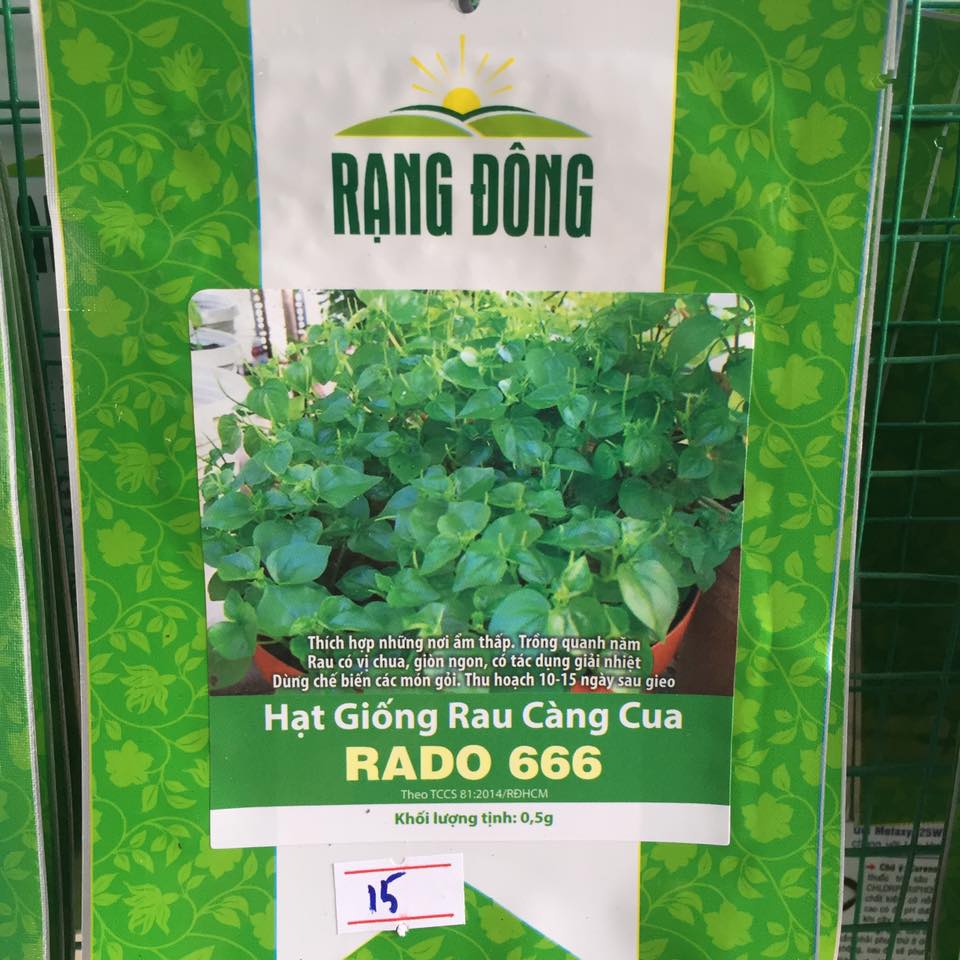 RẠNG ĐÔNG
Thích hợp những nơi ẩm thấp. Trồng quanh năm
Rau có vị chua, giòn ngon, có tác dụng giải nhiệt
Dùng chế biến các món gỏi. Thu hoạch 10-15 ngày sau gieo
Hạt Giống Rau Càng Cua
RADO 666
Theo TCCS 81:2014/RĐHCM
Khối lượng tịnh: 0,5g
15